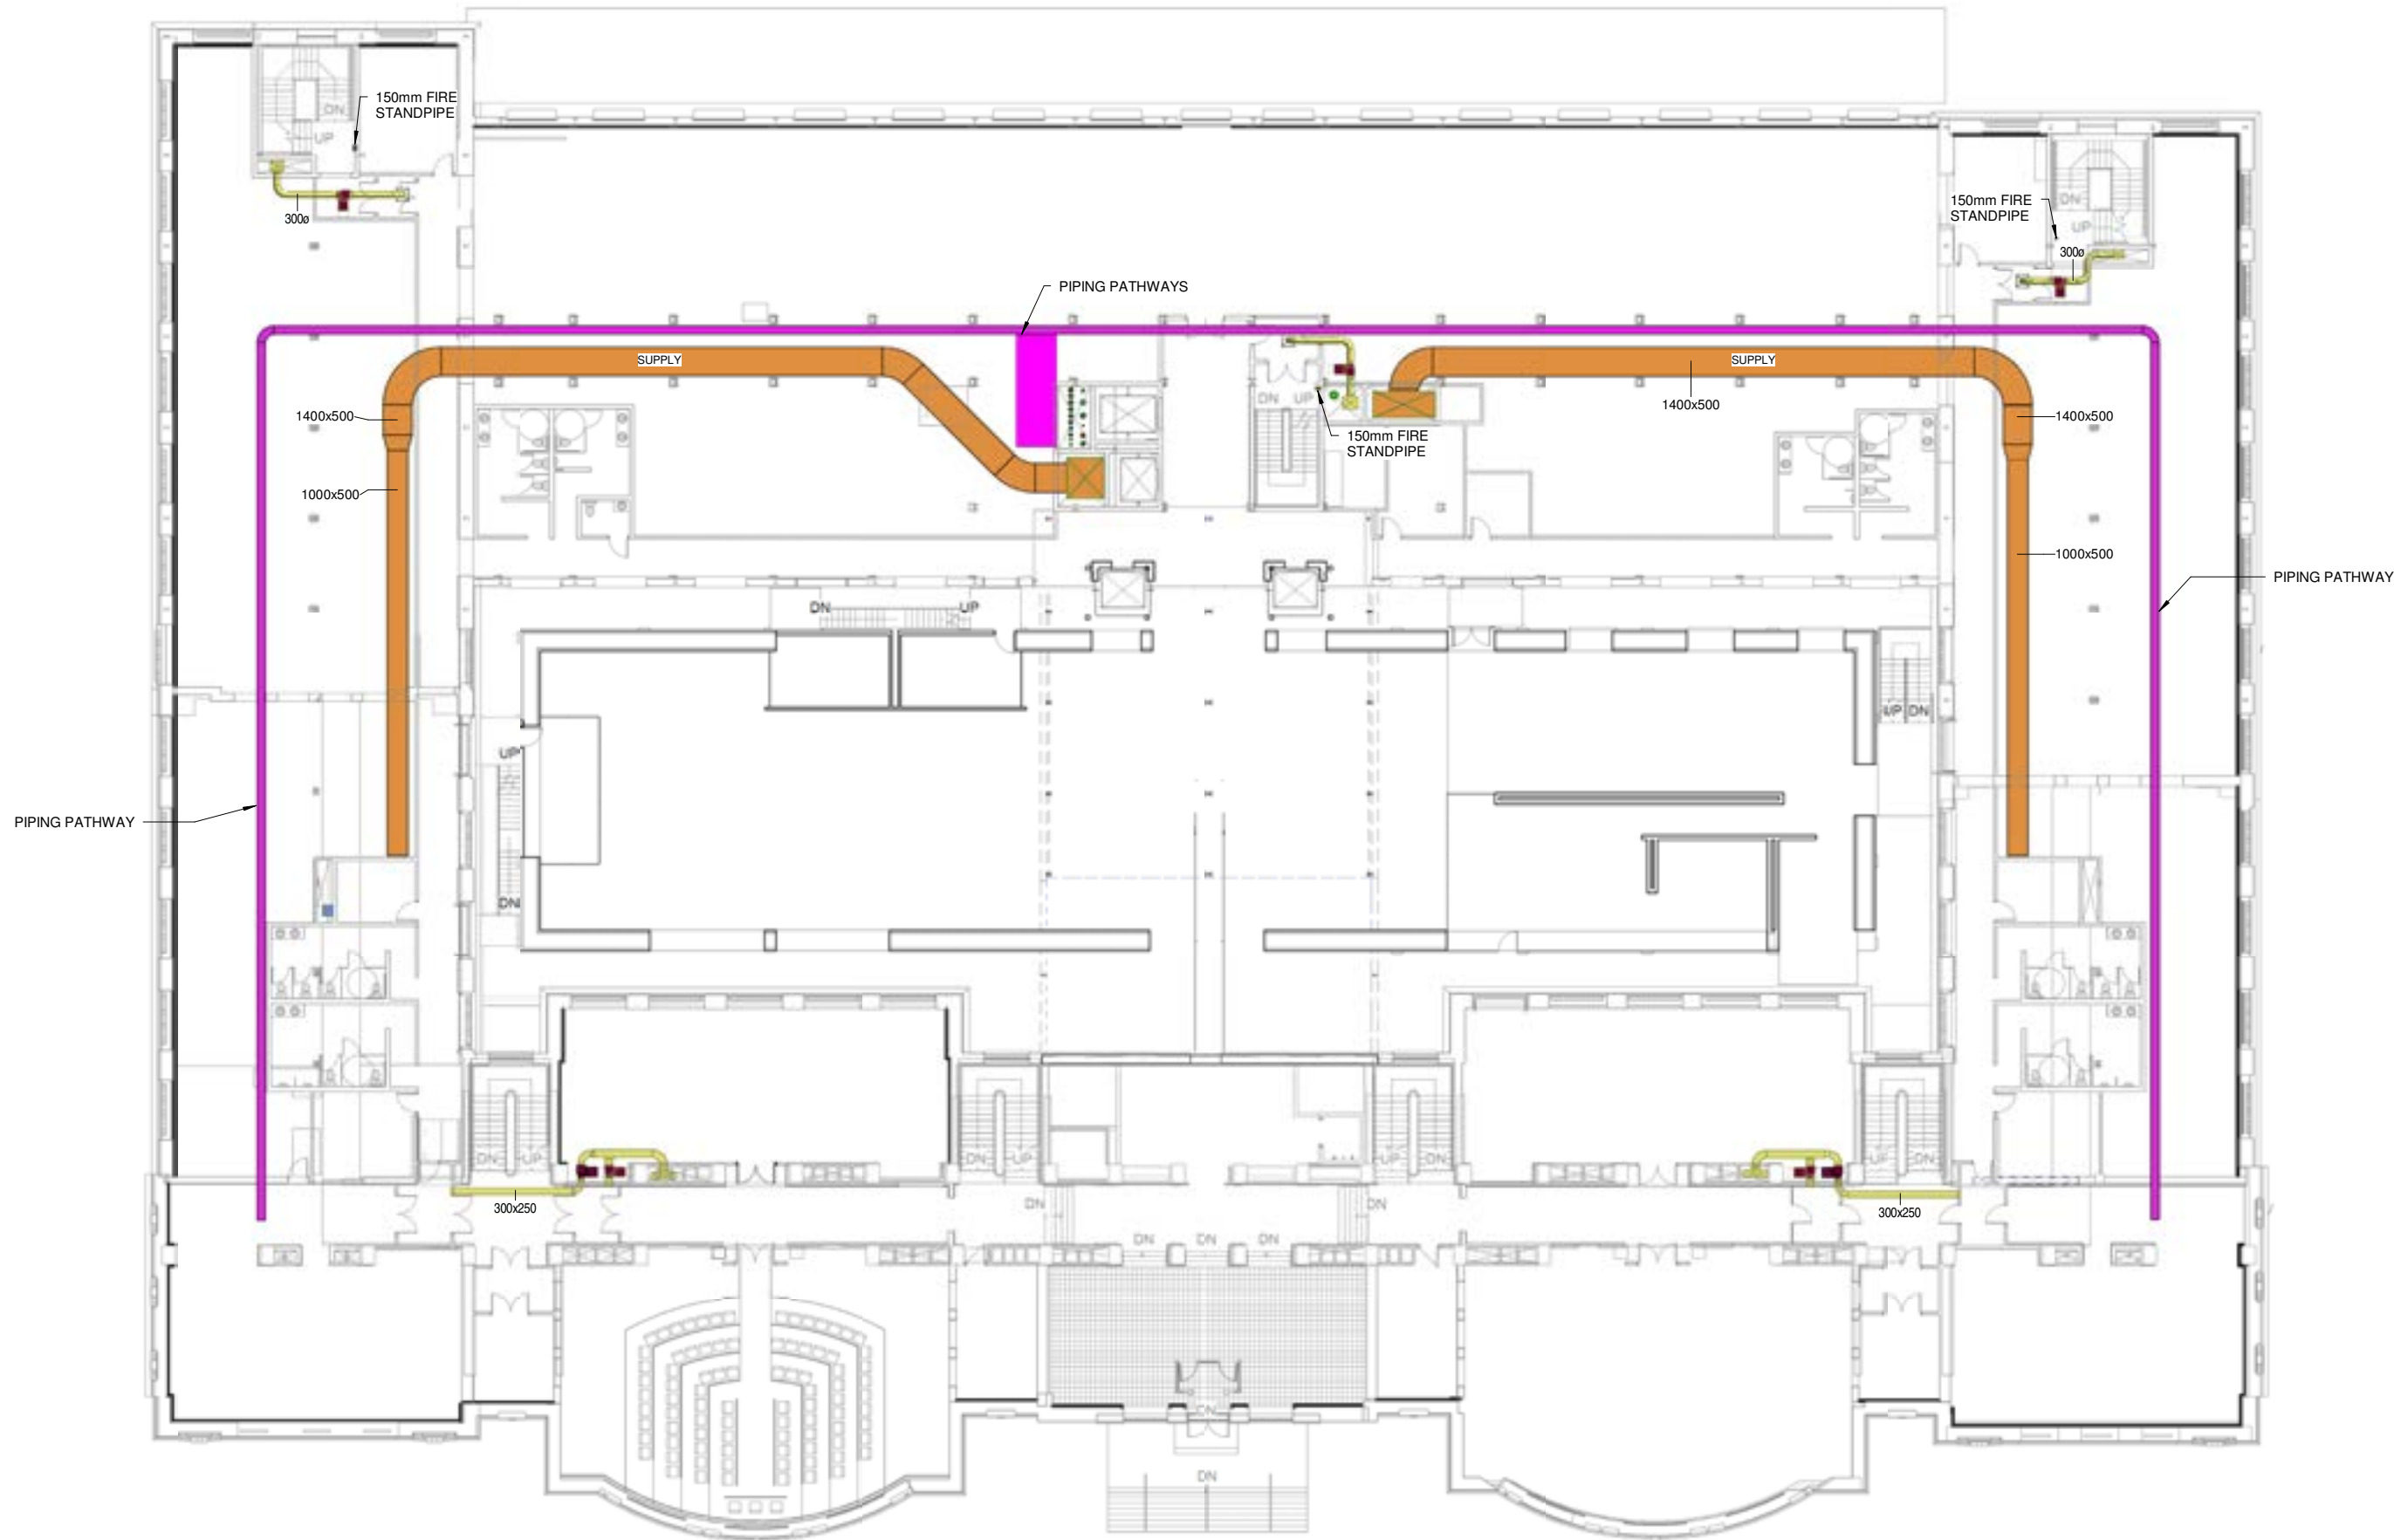 DN
UP
150mm FIRE
STANDPIPE
300ø
150mm FIRE
STANDPIPE
DN
UP
300ø
PIPING PATHWAYS
SUPPLY
SUPPLY
1400x500
1400x500
1400x500
DN UP
150mm FIRE
STANDPIPE
1000x500
1000x500
PIPING PATHWAY
DN
UP
UP DN
UP
PIPING PATHWAY
DN
DN UP
DN UP
UP DN
UP DN
300x250
DN
DN
300x250
DN
DN
DN
DN
DN